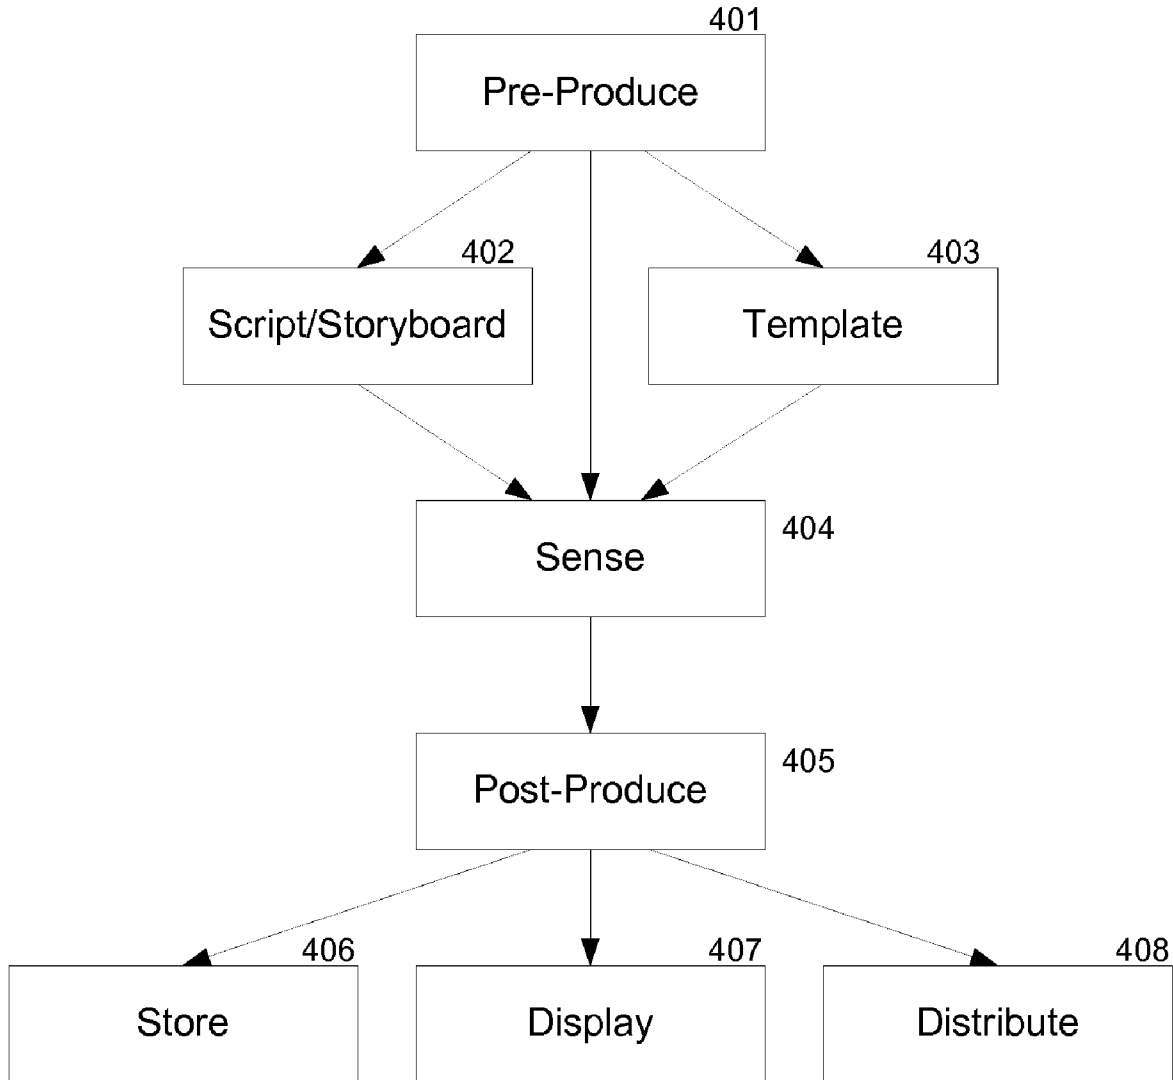 401
Pre-Produce
402
403
Script/Storyboard
Template
404
Sense
405
Post-Produce
406
407
408
Store
Display
Distribute